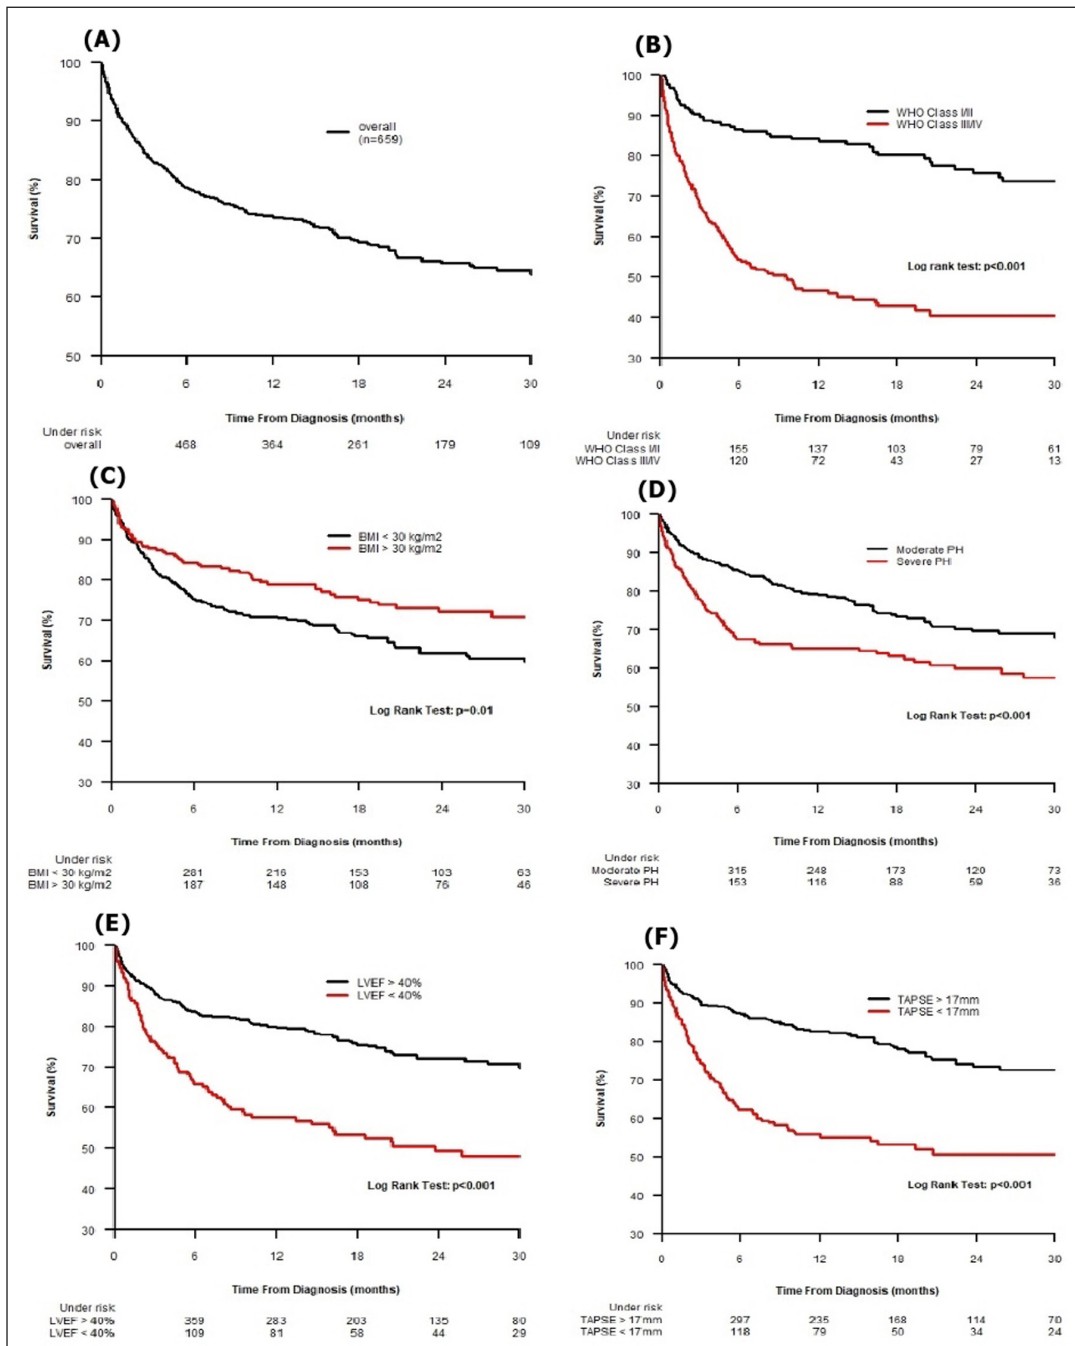 (A)
100
90
80
70
60
50
Survival (%)
overall
(n=659)
0 6 12 18 24 30
Time From Diagnosis (months)
Under risk
overall 468 364 261 179 109
(B)
100
90
80
70
60
50
40
30
Survival (%)
WHO Class I/II
WHO Class III/IV
Log rank test: p<0.001
0 6 12 18 24 30
Time From Diagnosis (months)
Under risk
WHO Class I/II 155 137 103 79 61
WHO Class III/IV 120 72 43 27 13
(C)
100
90
80
70
60
50
40
30
Survival (%)
BMI < 30 kg/m2
BMI > 30 kg/m2
Log Rank Test: p=0.01
0 6 12 18 24 30
Time From Diagnosis (months)
Under risk
BMI < 30 kg/m2 281 216 153 103 63
BMI > 30 kg/m2 187 148 108 76 46
(D)
100
90
80
70
60
50
40
30
Survival (%)
Moderate PH
Severe PHI
Log Rank Test: p<0.001
0 6 12 18 24 30
Time From Diagnosis (months)
Under risk
Moderate PH 315 248 173 120 73
Severe PH 153 116 88 59 36
(E)
100
90
80
70
60
50
40
30
Survival (%)
LVEF > 40%
LVEF < 40%
Log Rank Test: p<0.001
0 6 12 18 24 30
Time From Diagnosis (months)
Under risk
LVEF > 40% 359 283 203 135 80
LVEF < 40% 109 81 58 44 29
(F)
100
90
80
70
60
50
40
30
Survival (%)
TAPSE > 17mm
TAPSE < 17mm
Log Rank Test: p<0.001
0 6 12 18 24 30
Time From Diagnosis (months)
Under risk
TAPSE > 17mm 297 235 168 114 70
TAPSE < 17mm 118 79 50 34 24